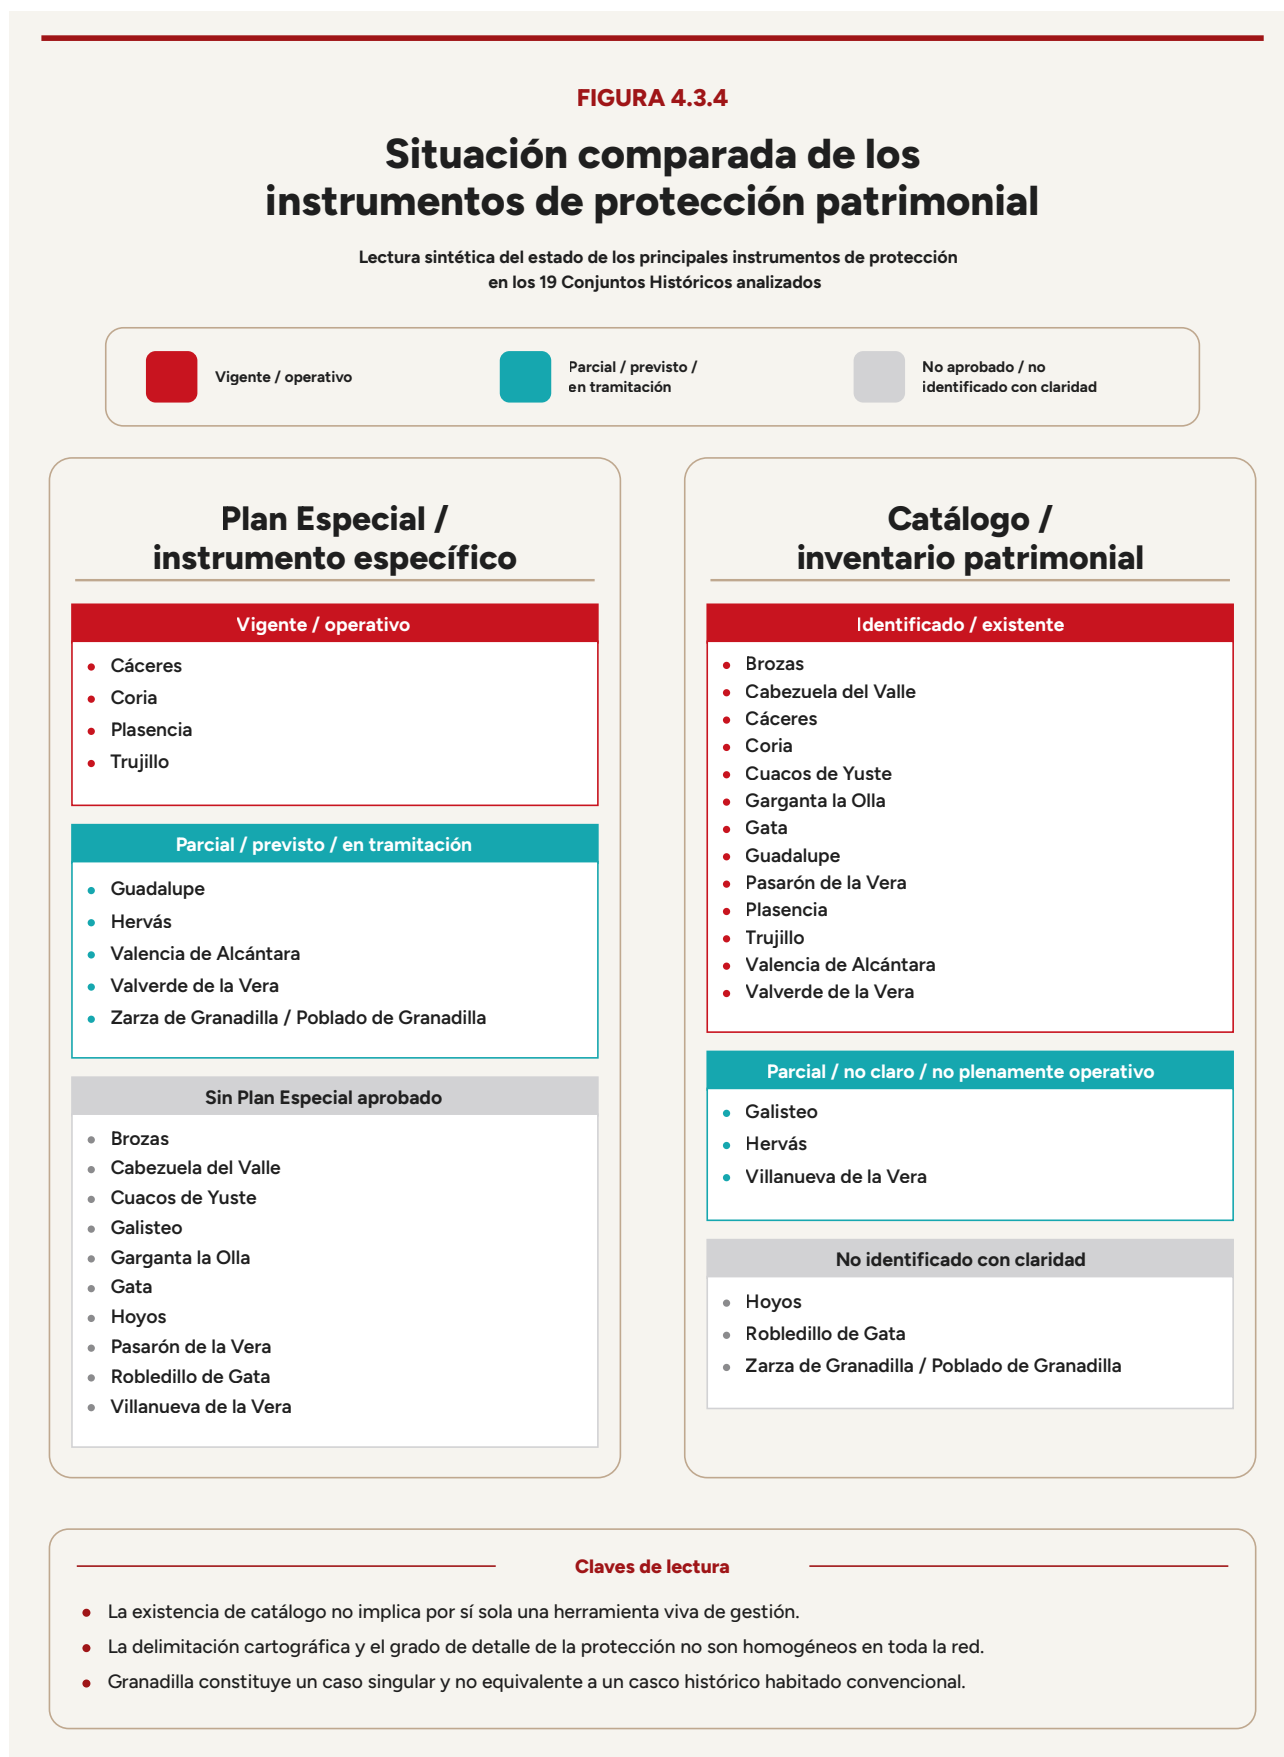 FIGURA 4.3.4
Situación comparada de los
instrumentos de protección patrimonial
Lectura sintética del estado de los principales instrumentos de protección
en los 19 Conjuntos Históricos analizados
Vigente / operativo
Parcial / previsto /
en tramitación
No aprobado / no
identificado con claridad
Plan Especial /
instrumento específico
Vigente / operativo
Cáceres
Coria
Plasencia
Trujillo
Parcial / previsto / en tramitación
Guadalupe
Hervás
Valencia de Alcántara
Valverde de la Vera
Zarza de Granadilla / Poblado de Granadilla
Sin Plan Especial aprobado
Brozas
Cabezuela del Valle
Cuacos de Yuste
Galisteo
Garganta la Olla
Gata
Hoyos
Pasarón de la Vera
Robledillo de Gata
Villanueva de la Vera
Catálogo /
inventario patrimonial
Identificado / existente
Brozas
Cabezuela del Valle
Cáceres
Coria
Cuacos de Yuste
Garganta la Olla
Gata
Guadalupe
Pasarón de la Vera
Plasencia
Trujillo
Valencia de Alcántara
Valverde de la Vera
Parcial / no claro / no plenamente operativo
Galisteo
Hervás
Villanueva de la Vera
No identificado con claridad
Hoyos
Robledillo de Gata
Zarza de Granadilla / Poblado de Granadilla
Claves de lectura
La existencia de catálogo no implica por sí sola una herramienta viva de gestión.
La delimitación cartográfica y el grado de detalle de la protección no son homogéneos en toda la red.
Granadilla constituye un caso singular y no equivalente a un casco histórico habitado convencional.